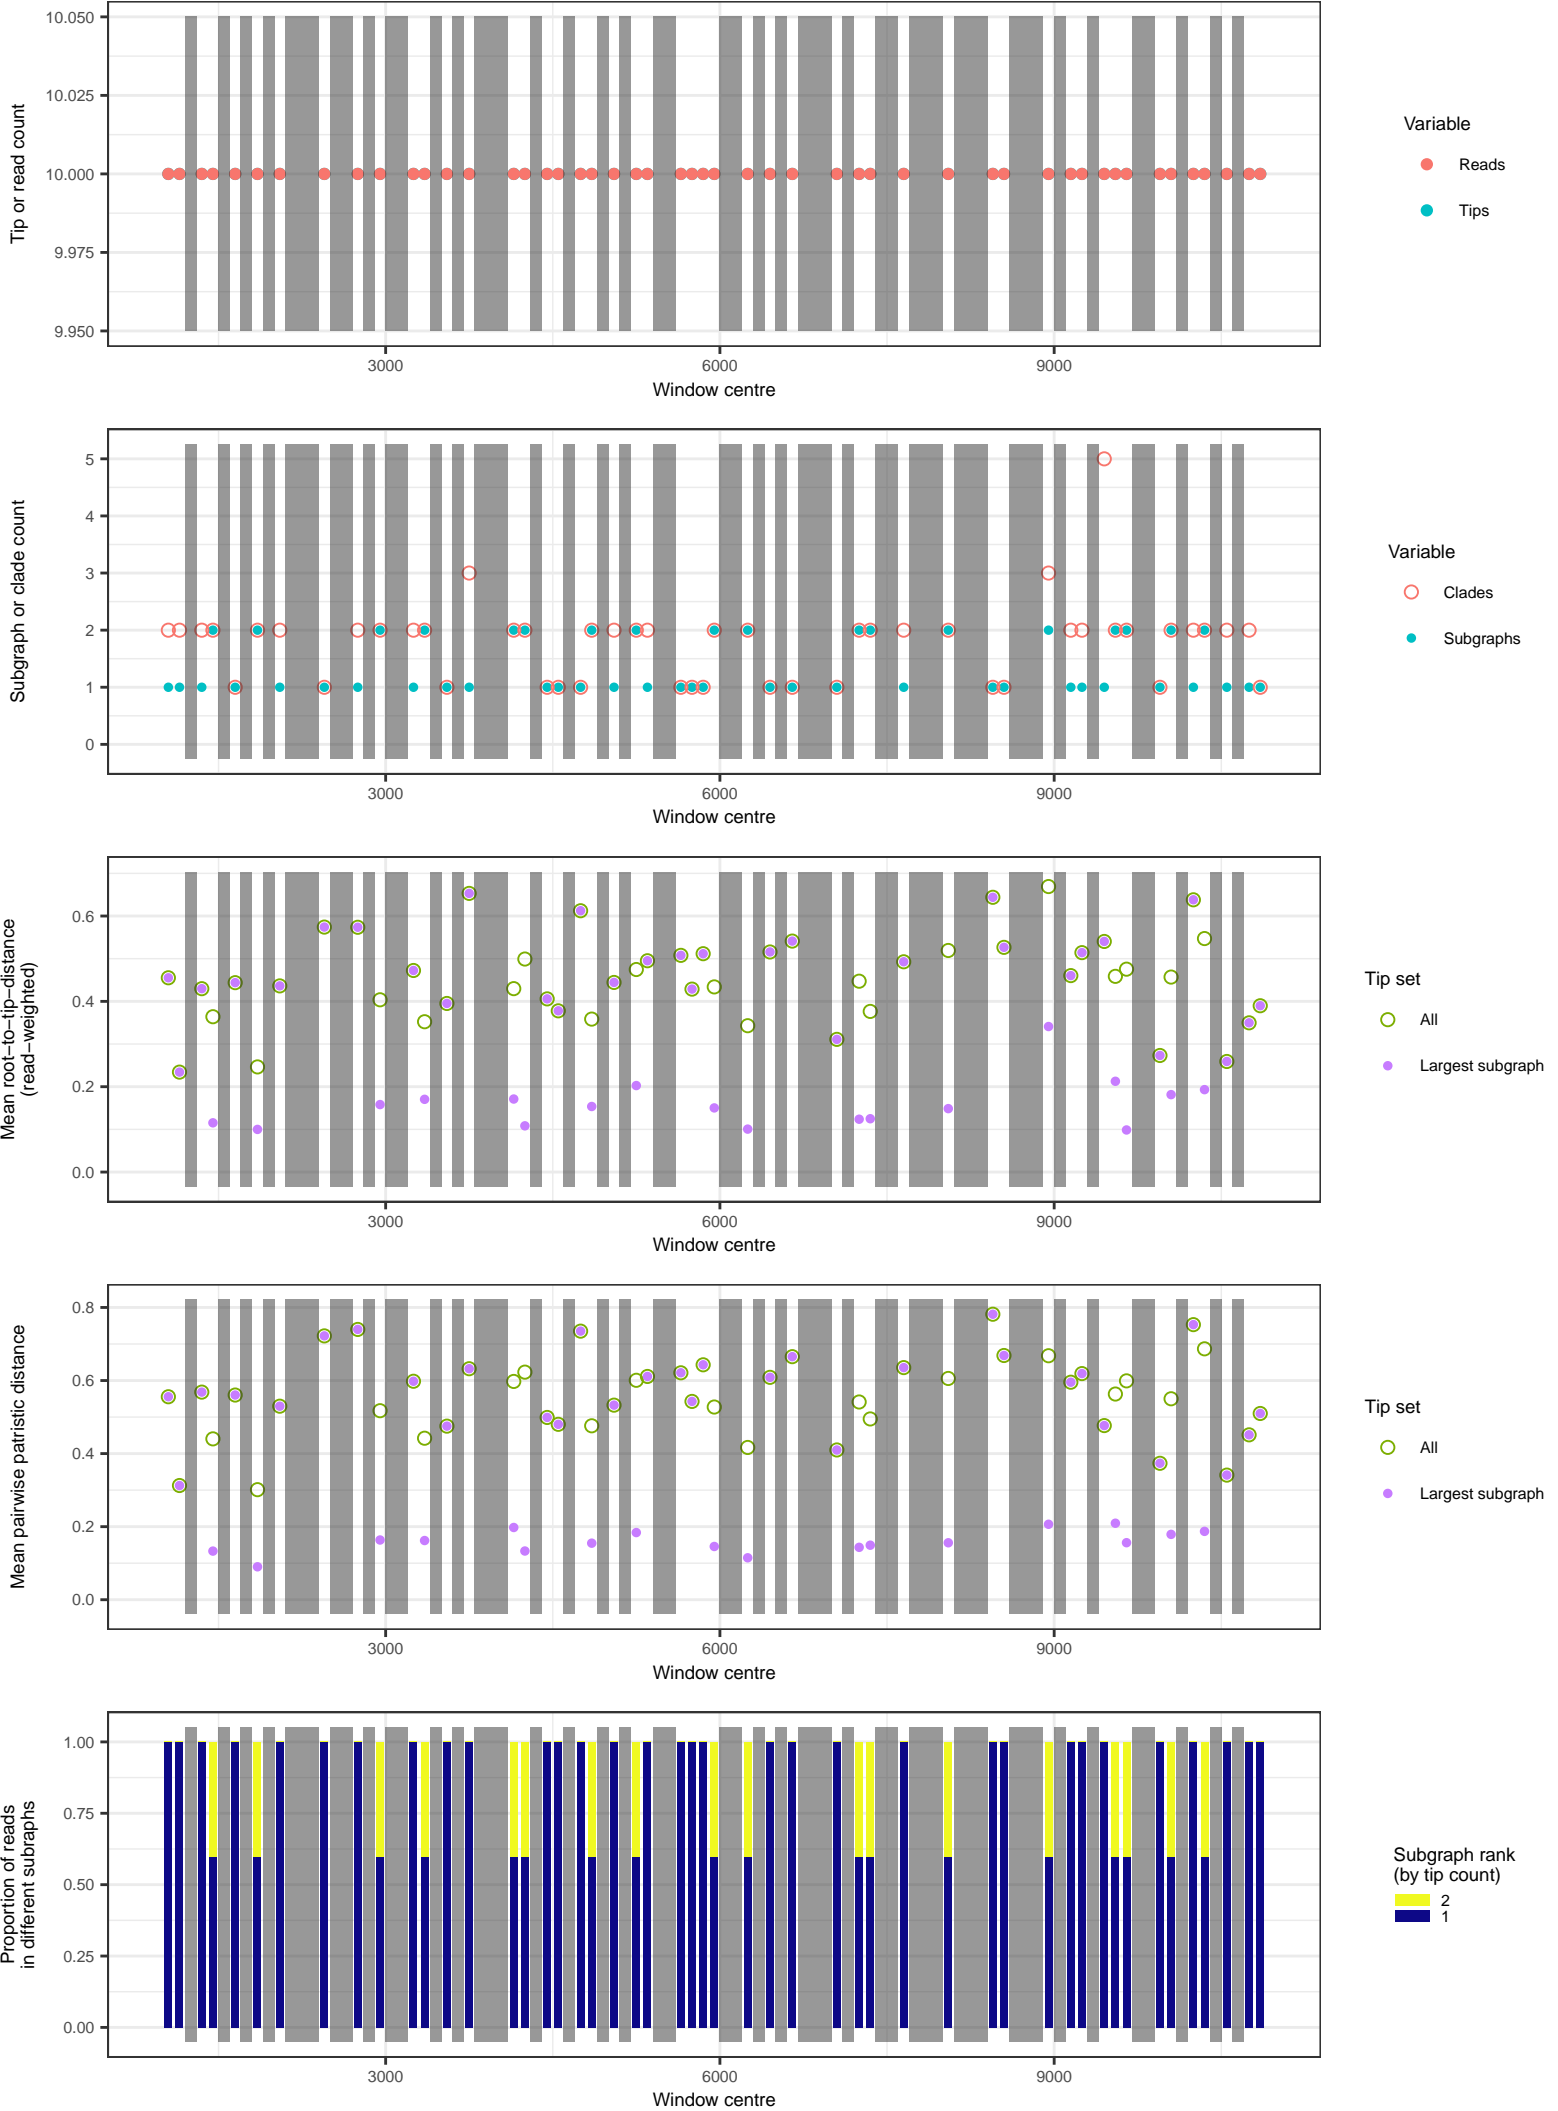 10.050
10.025
10.000
9.975
9.950
Tip or read count
3000
6000
9000
Window centre
Variable
Reads
Tips
5
4
3
2
1
0
Subgraph or clade count
3000
6000
9000
Window centre
Variable
Clades
Subgraphs
0.6
0.4
0.2
0.0
Mean root−to−tip−distance
(read−weighted)
3000
6000
9000
Window centre
Tip set
All
Largest subgraph
0.8
0.6
0.4
0.2
0.0
Mean pairwise patristic distance
3000
6000
9000
Window centre
Tip set
All
Largest subgraph
1.00
0.75
0.50
0.25
0.00
Proportion of reads
in different subraphs
3000
6000
9000
Window centre
Subgraph rank
(by tip count)
2
1